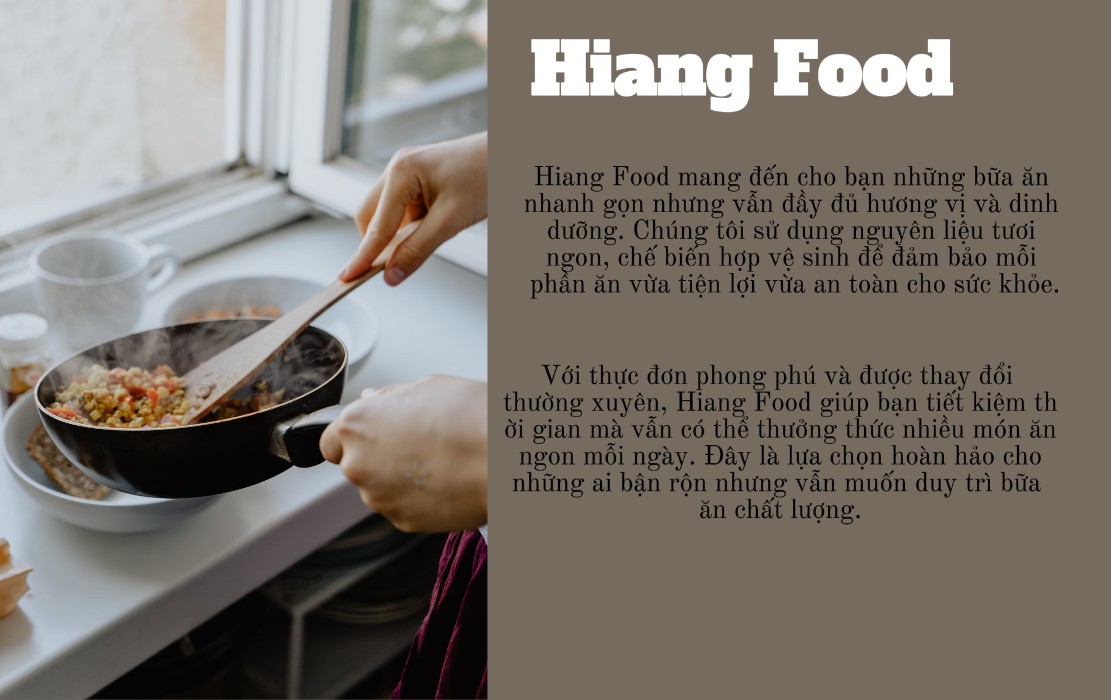 Hiang Food
Hiang Food mang đến cho bạn những bữa ăn
nhanh gọn nhưng vẫn đầy đủ hương vị và dinh
dưỡng. Chúng tôi sử dụng nguyên liệu tươi
ngon, chế biến hợp vệ sinh để đảm bảo mỗi
phần ăn vừa tiện lợi vừa an toàn cho sức khỏe.
Với thực đơn phong phú và được thay đổi
thường xuyên, Hiang Food giúp bạn tiết kiệm th
ời gian mà vẫn có thể thưởng thức nhiều món ăn
ngon mỗi ngày. Đây là lựa chọn hoàn hảo cho
những ai bận rộn nhưng vẫn muốn duy trì bữa
ăn chất lượng.